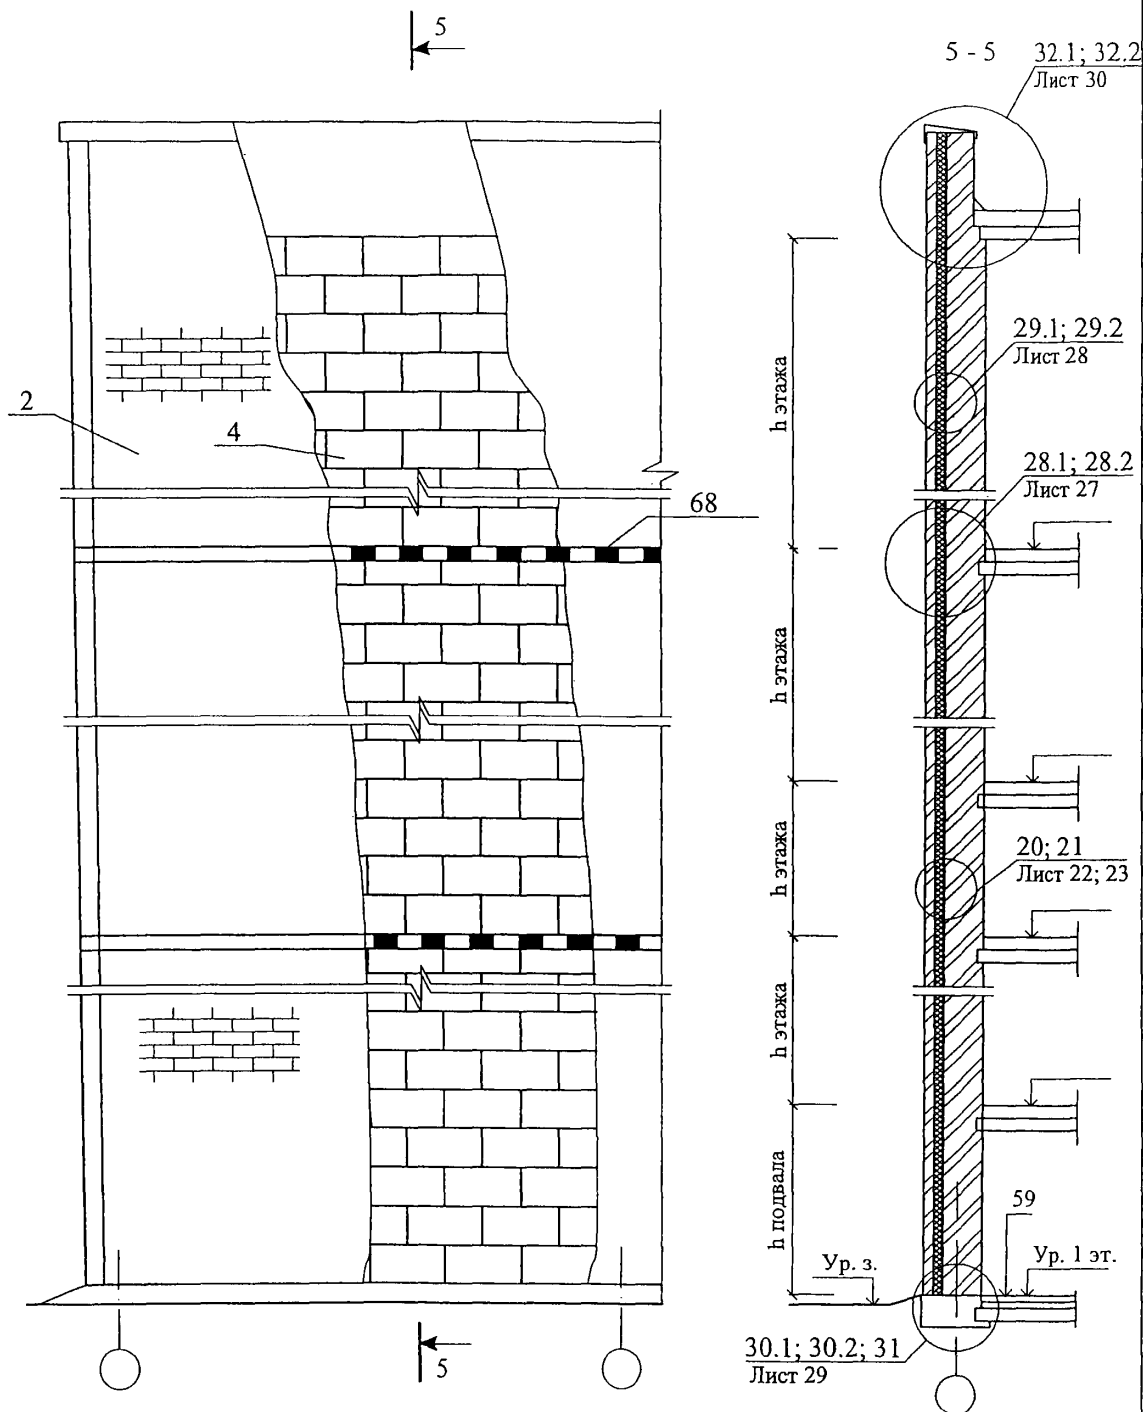 5
5 - 5
32.1; 32.2
Лист 30
29.1; 29.2
Лист 28
2
4
h этажа
28.1; 28.2
Лист 27
68
h этажа
h этажа
20; 21
Лист 22; 23
h этажа
h подвала
59
Ур. з.
Ур. 1 эт.
5
30.1; 30.2; 31
Лист 29